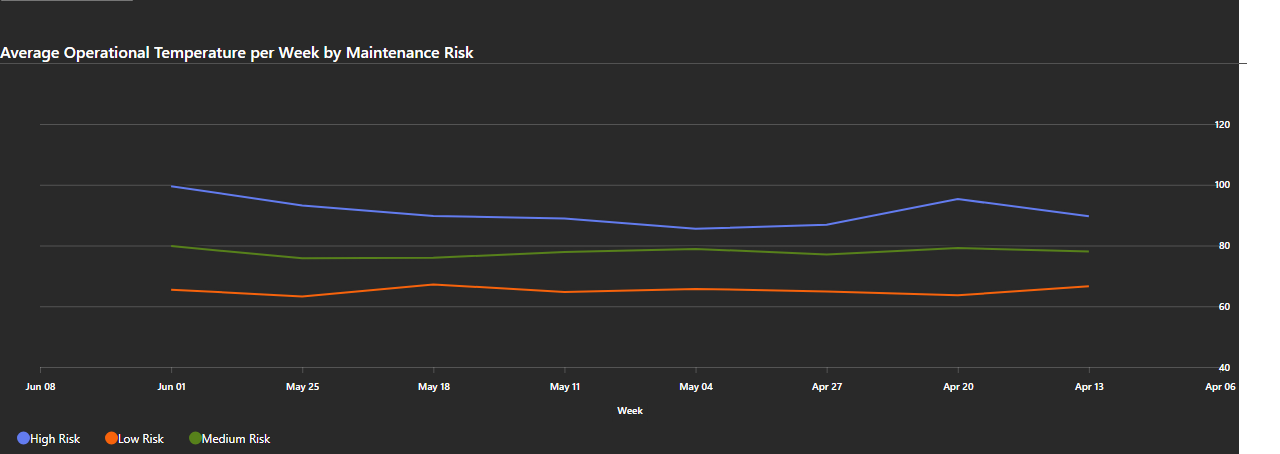 Average Operational Temperature per Week by Maintenance Risk
120
100
80
60
40
Jun 08 Jun 01 May 25 May 18 May 11 May 04 Apr 27 Apr 20 Apr 13 Apr 06
Week
High Risk Low Risk Medium Risk